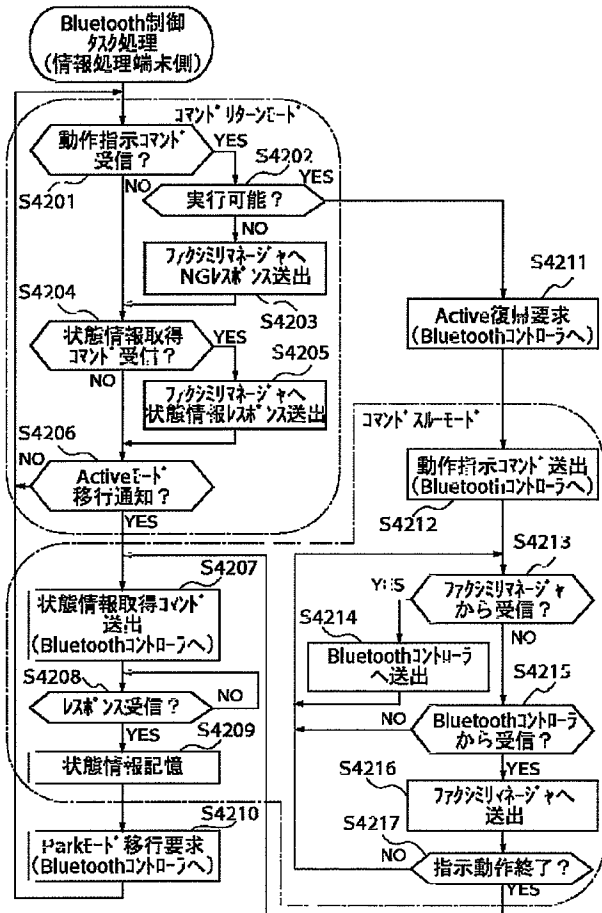 Bluetooth制御
タスク処理
(情報処理端末側)
コマンドリターンモード
動作指示コマンド
受信？
YES
S4201
NO
S4202
YES
実行可能？
NO
ファクシミリマネージャへ
NGレスポンス送出
S4203
S4204
状態情報取得
コマンド受信？
YES
NO
S4205
ファクシミリマネージャへ
状態情報レスポンス送出
S4206
NO
Activeモード
移行通知？
YES
S4211
Active復帰要求
(Bluetoothコントローラへ)
コマンドスルーモード
動作指示コマンド送出
(Bluetoothコントローラへ)
S4212
S4207
状態情報取得コマンド
送出
(Bluetoothコントローラへ)
S4208
レスポンス受信？
NO
YES
S4209
状態情報記憶
S4210
Parkモード移行要求
(Bluetoothコントローラへ)
S4213
YES
ファクシミリマネージャ
から受信？
NO
S4214
Bluetoothコントローラ
へ送出
S4215
NO
Bluetoothコントローラ
から受信？
YES
S4216
ファクシミリマネージャへ
送出
S4217
NO
指示動作終了？
YES